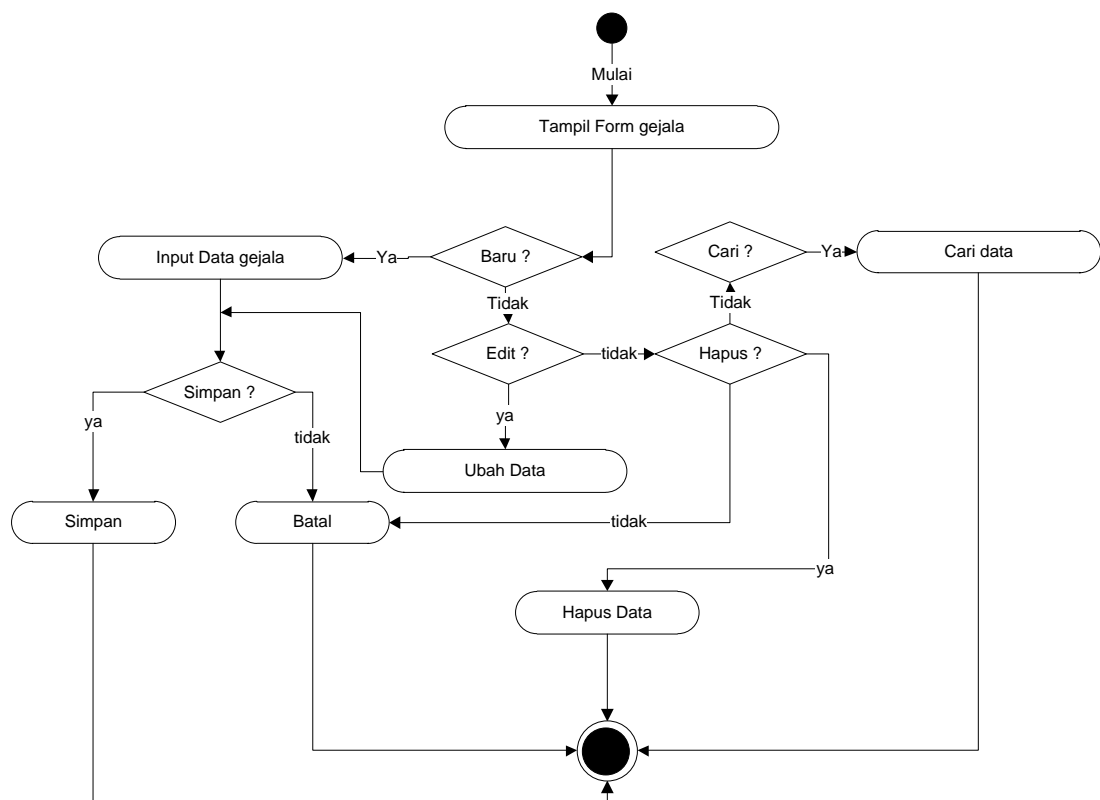 Mulai
Tampil Form gejala
Input Data gejala
Ya
Baru ?
Cari ?
Ya
Cari data
Tidak
Tidak
Edit ?
tidak
Hapus ?
Simpan ?
ya
ya
tidak
Ubah Data
Simpan
Batal
tidak
ya
Hapus Data